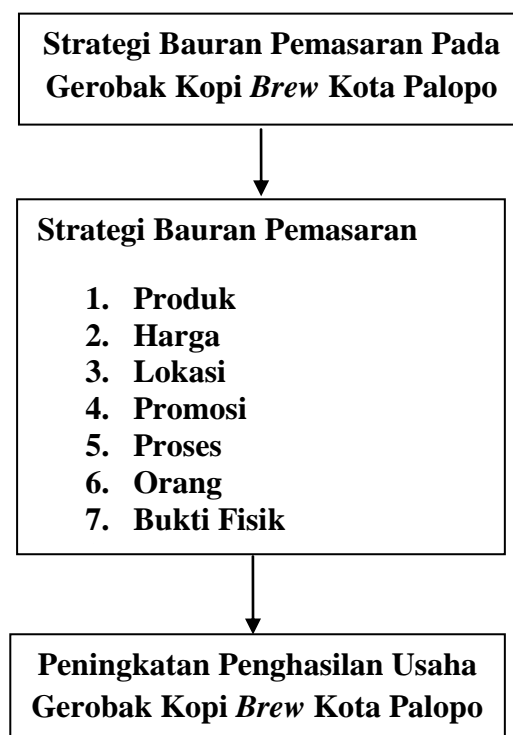 Strategi Bauran Pemasaran Pada
Gerobak Kopi Brew Kota Palopo
Strategi Bauran Pemasaran
1. Produk
2. Harga
3. Lokasi
4. Promosi
5. Proses
6. Orang
7. Bukti Fisik
Peningkatan Penghasilan Usaha
Gerobak Kopi Brew Kota Palopo